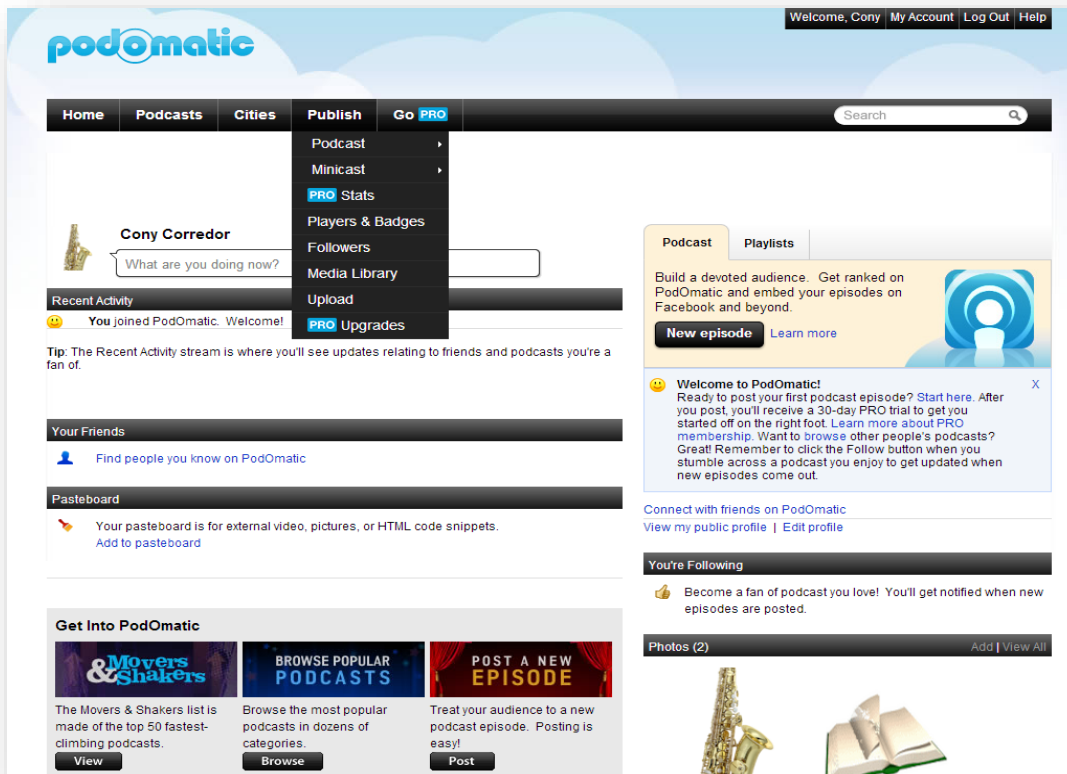 Welcome, Cony My Account Log Out Help
podomatic
Home Podcasts Cities Publish Go PRO Search
Podcast
Minicast
PRO Stats
Players & Badges
Followers
Media Library
Upload
PRO Upgrades
Cony Corredor
What are you doing now?
Recent Activity
You joined PodOmatic. Welcome!
Tip: The Recent Activity stream is where you'll see updates relating to friends and podcasts you're a
fan of.
Your Friends
Find people you know on PodOmatic
Pasteboard
Your pasteboard is for external video, pictures, or HTML code snippets.
Add to pasteboard
Get Into PodOmatic
Movers
& Shakers
The Movers & Shakers list is
made of the top 50 fastest-
climbing podcasts.
View
BROWSE POPULAR
PODCASTS
Browse the most popular
podcasts in dozens of
categories.
Browse
POST A NEW
EPISODE
Treat your audience to a new
podcast episode. Posting is
easy!
Post
Podcast Playlists
Build a devoted audience. Get ranked on
PodOmatic and embed your episodes on
Facebook and beyond.
New episode Learn more
Welcome to PodOmatic! X
Ready to post your first podcast episode? Start here. After
you post, you'll receive a 30-day PRO trial to get you
started off on the right foot. Learn more about PRO
membership. Want to browse other people's podcasts?
Great! Remember to click the Follow button when you
stumble across a podcast you enjoy to get updated when
new episodes come out.
Connect with friends on PodOmatic
View my public profile | Edit profile
You're Following
Become a fan of podcast you love! You'll get notified when new
episodes are posted.
Photos (2) Add | View All